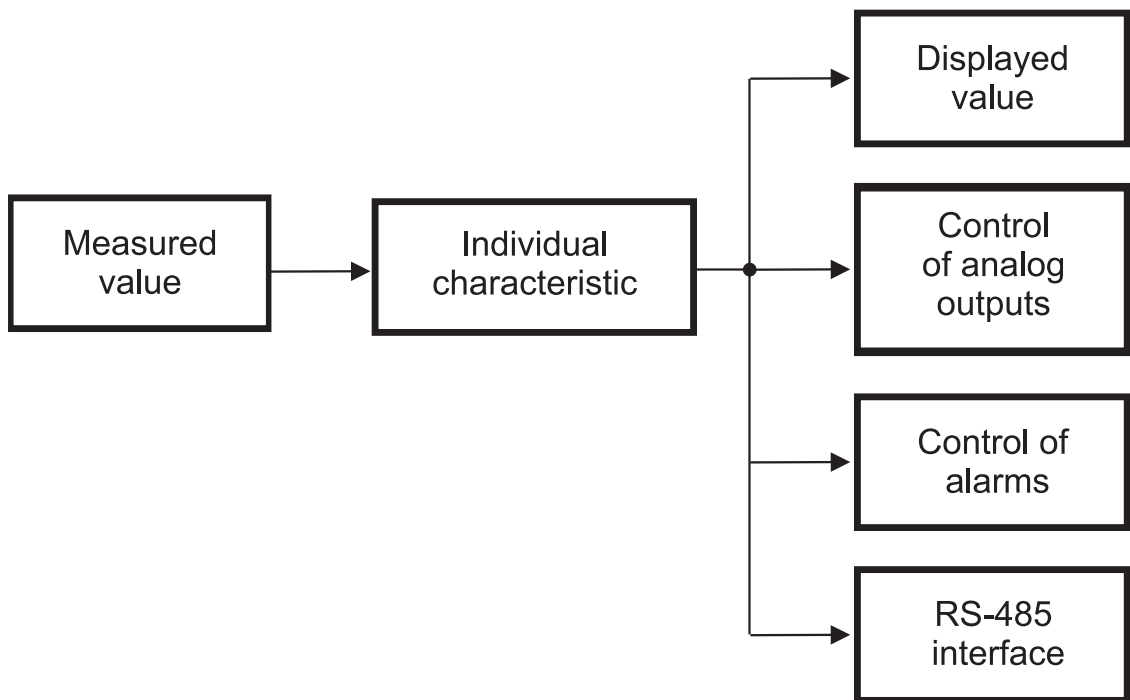 Measured
value
Individual
characteristic
Displayed
value
Control
of analog
outputs
Control of
alarms
RS-485
interface